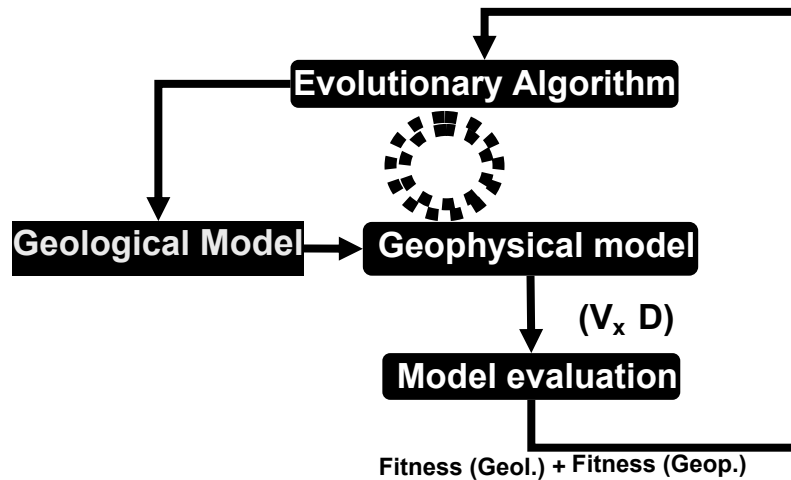 Evolutionary Algorithm
Geological Model
Geophysical model
(Vₓ D)
Model evaluation
Fitness (Geol.) + Fitness (Geop.)